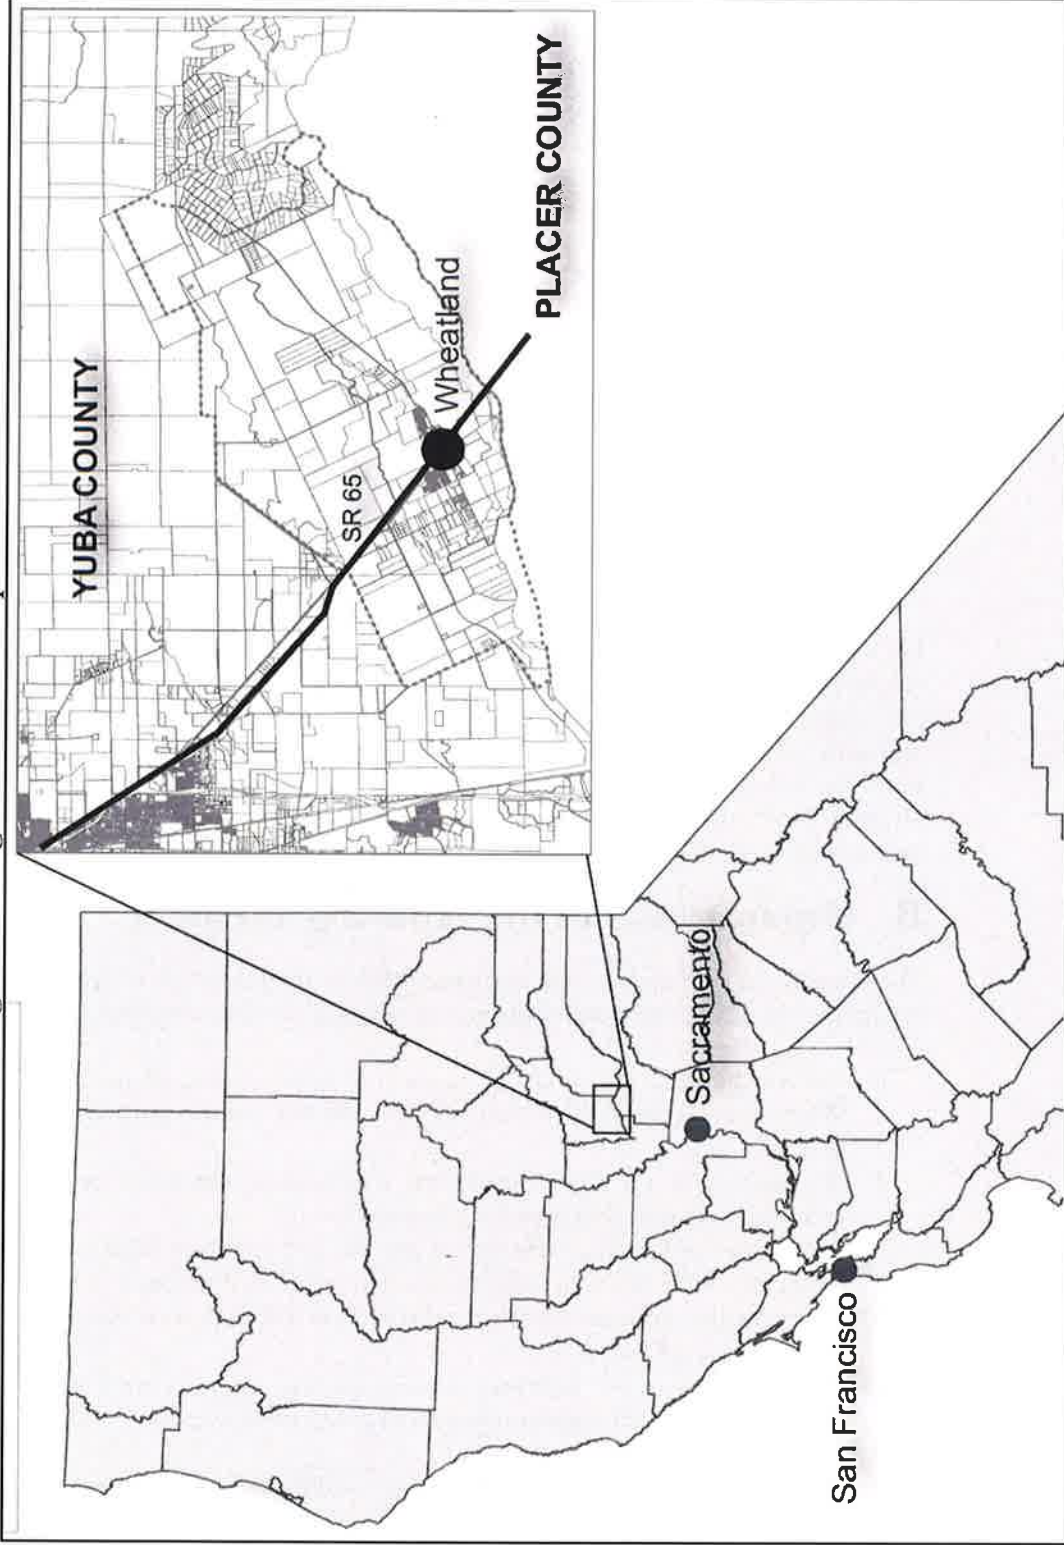 YUBA COUNTY
SR 65
Wheatland
PLACER COUNTY
Sacramento
San Francisco